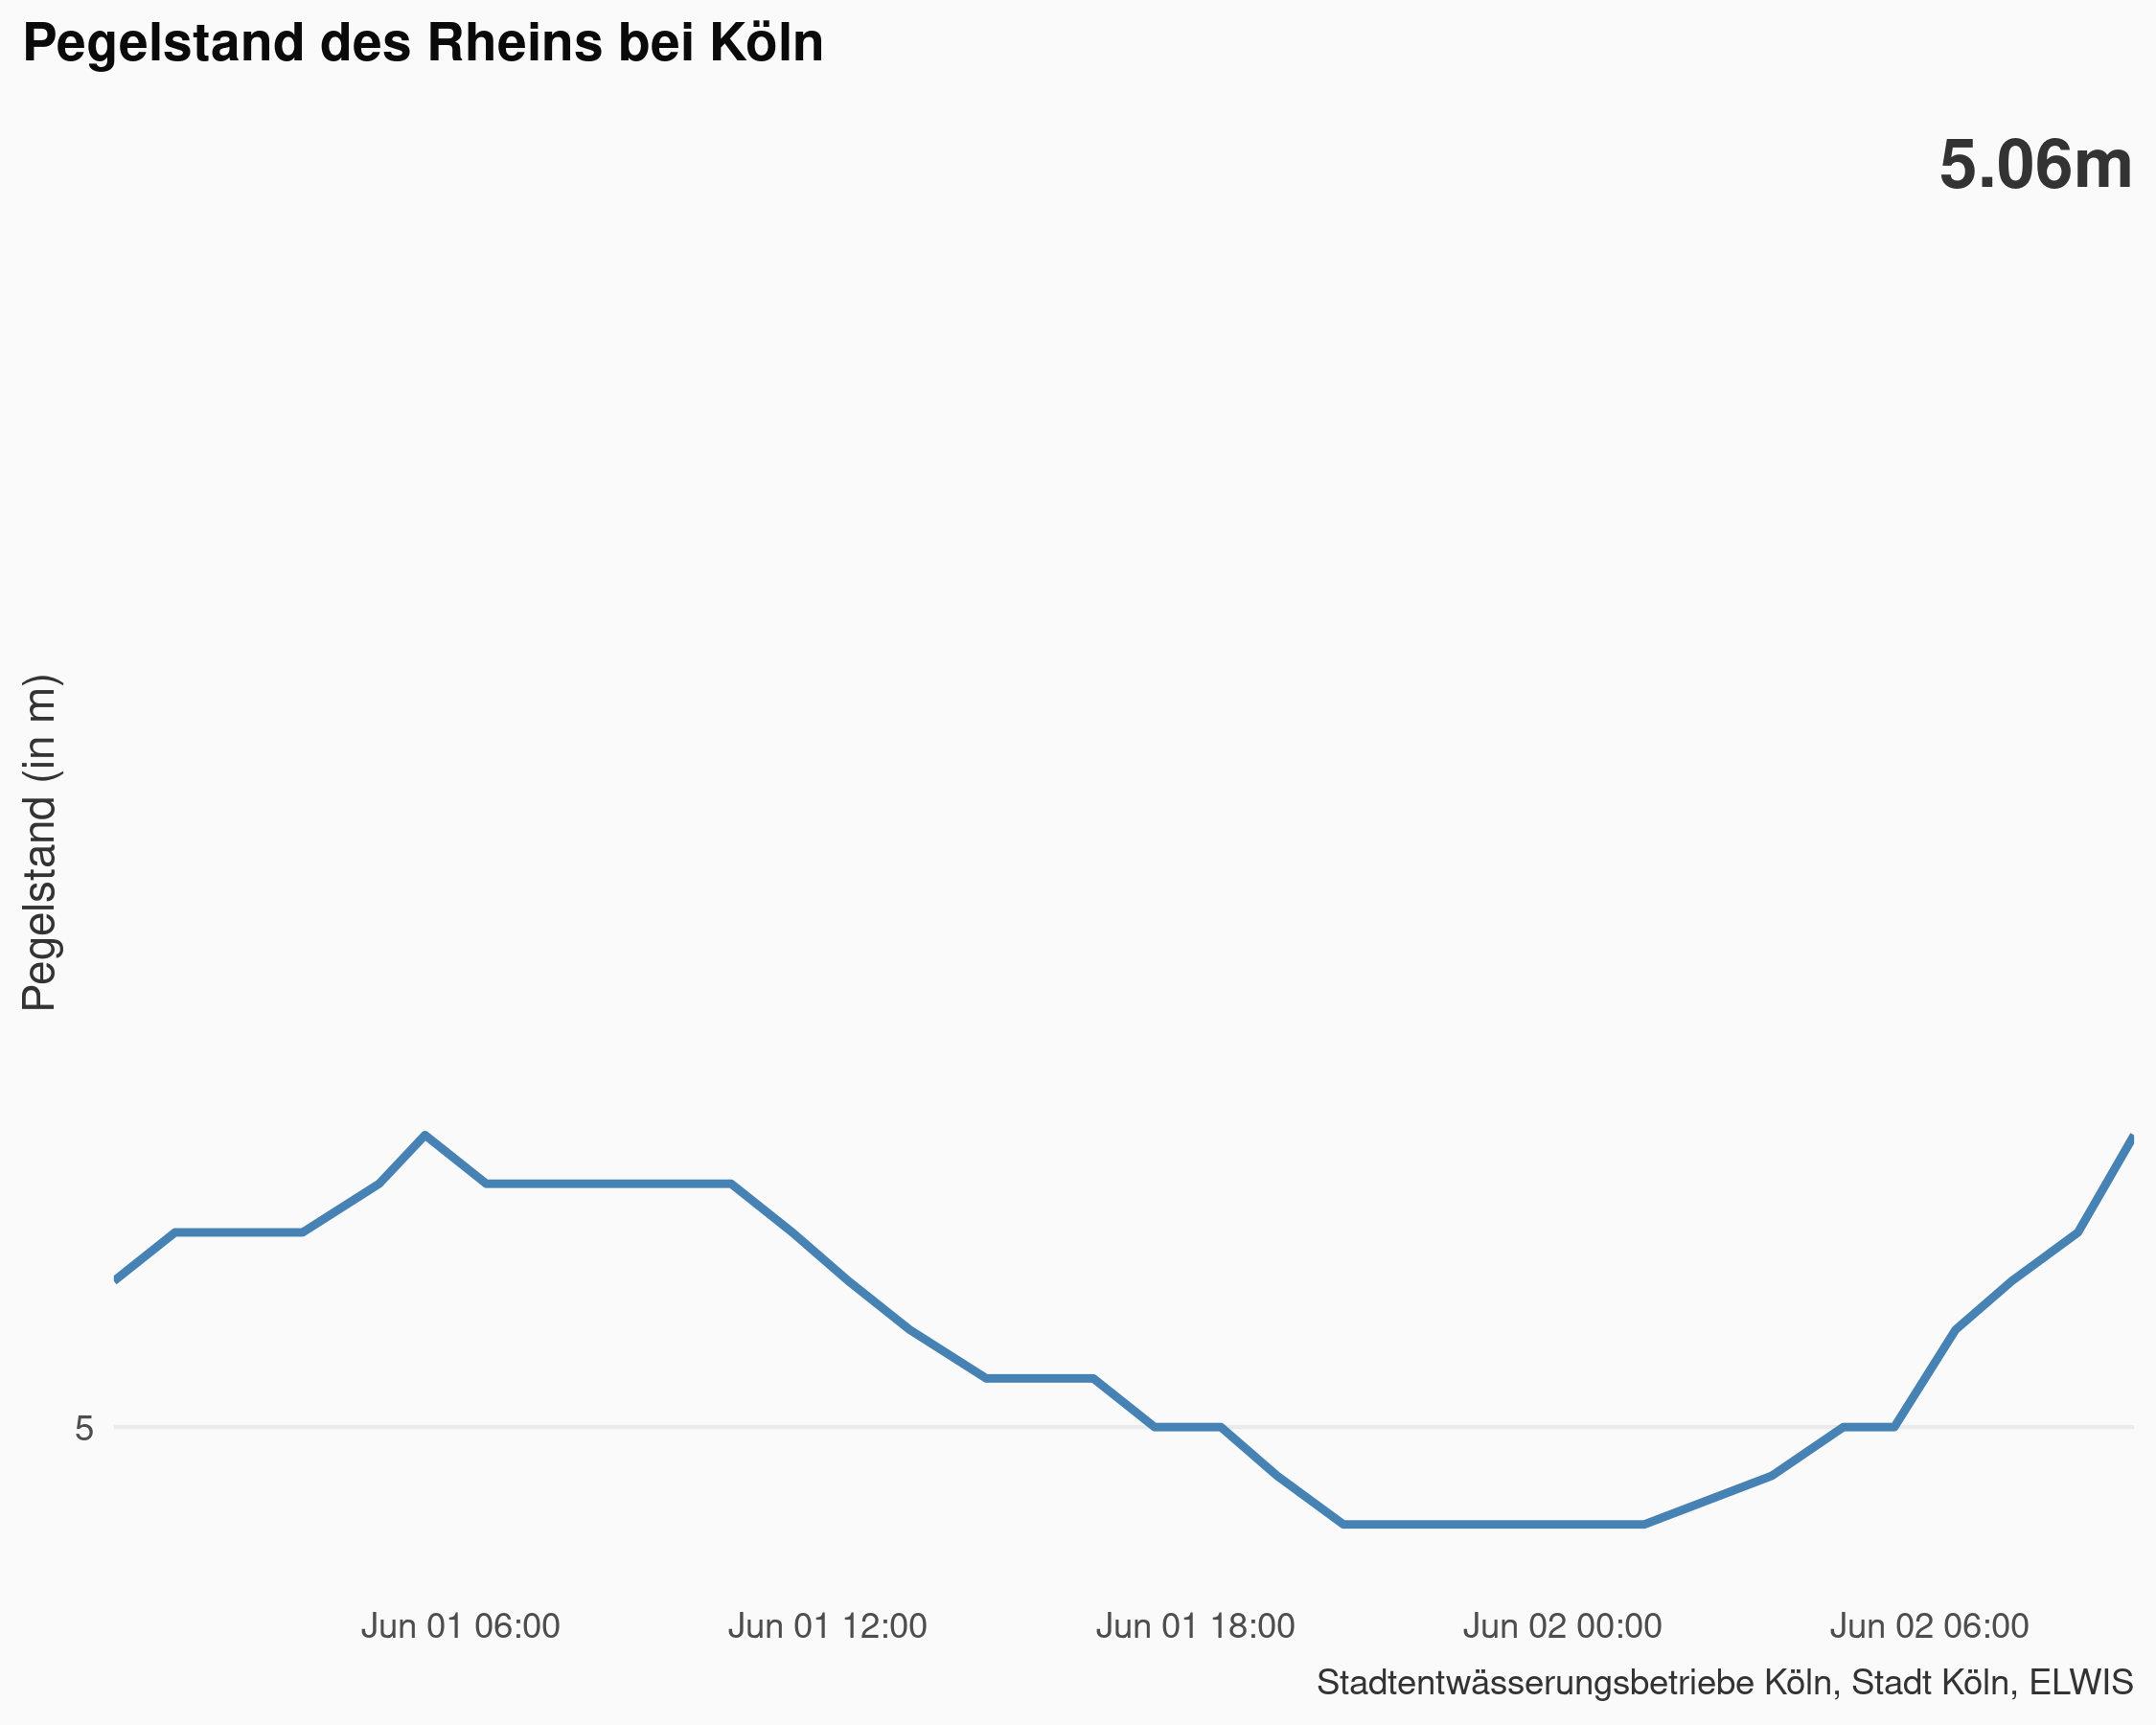 Pegelstand des Rheins bei Köln
5.06m
Pegelstand (in m)
5
Jun 01 06:00
Jun 01 12:00
Jun 01 18:00
Jun 02 00:00
Jun 02 06:00
Stadtentwässerungsbetriebe Köln, Stadt Köln, ELWIS